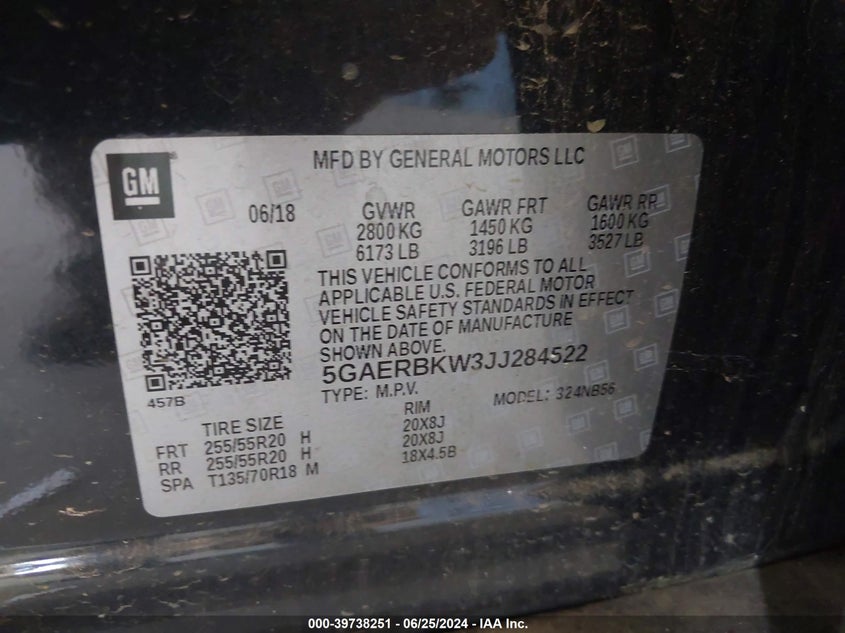 GM
MFD BY GENERAL MOTORS LLC
06/18
GVWR GAWR FRT GAWR RR
2800 KG 1450 KG 1600 KG
6173 LB 3196 LB 3527 LB
THIS VEHICLE CONFORMS TO ALL
APPLICABLE U.S. FEDERAL MOTOR
VEHICLE SAFETY STANDARDS IN EFFECT
ON THE DATE OF MANUFACTURE
SHOWN ABOVE.
5GAERBKW3JJ284522
457B
TYPE: M.P.V. MODEL: 324NB56
TIRE SIZE RIM
FRT 255/55R20 H 20X8J
RR 255/55R20 H 20X8J
SPA T135/70R18 M 18X4.5B
000-39738251 - 06/25/2024 - IAA Inc.